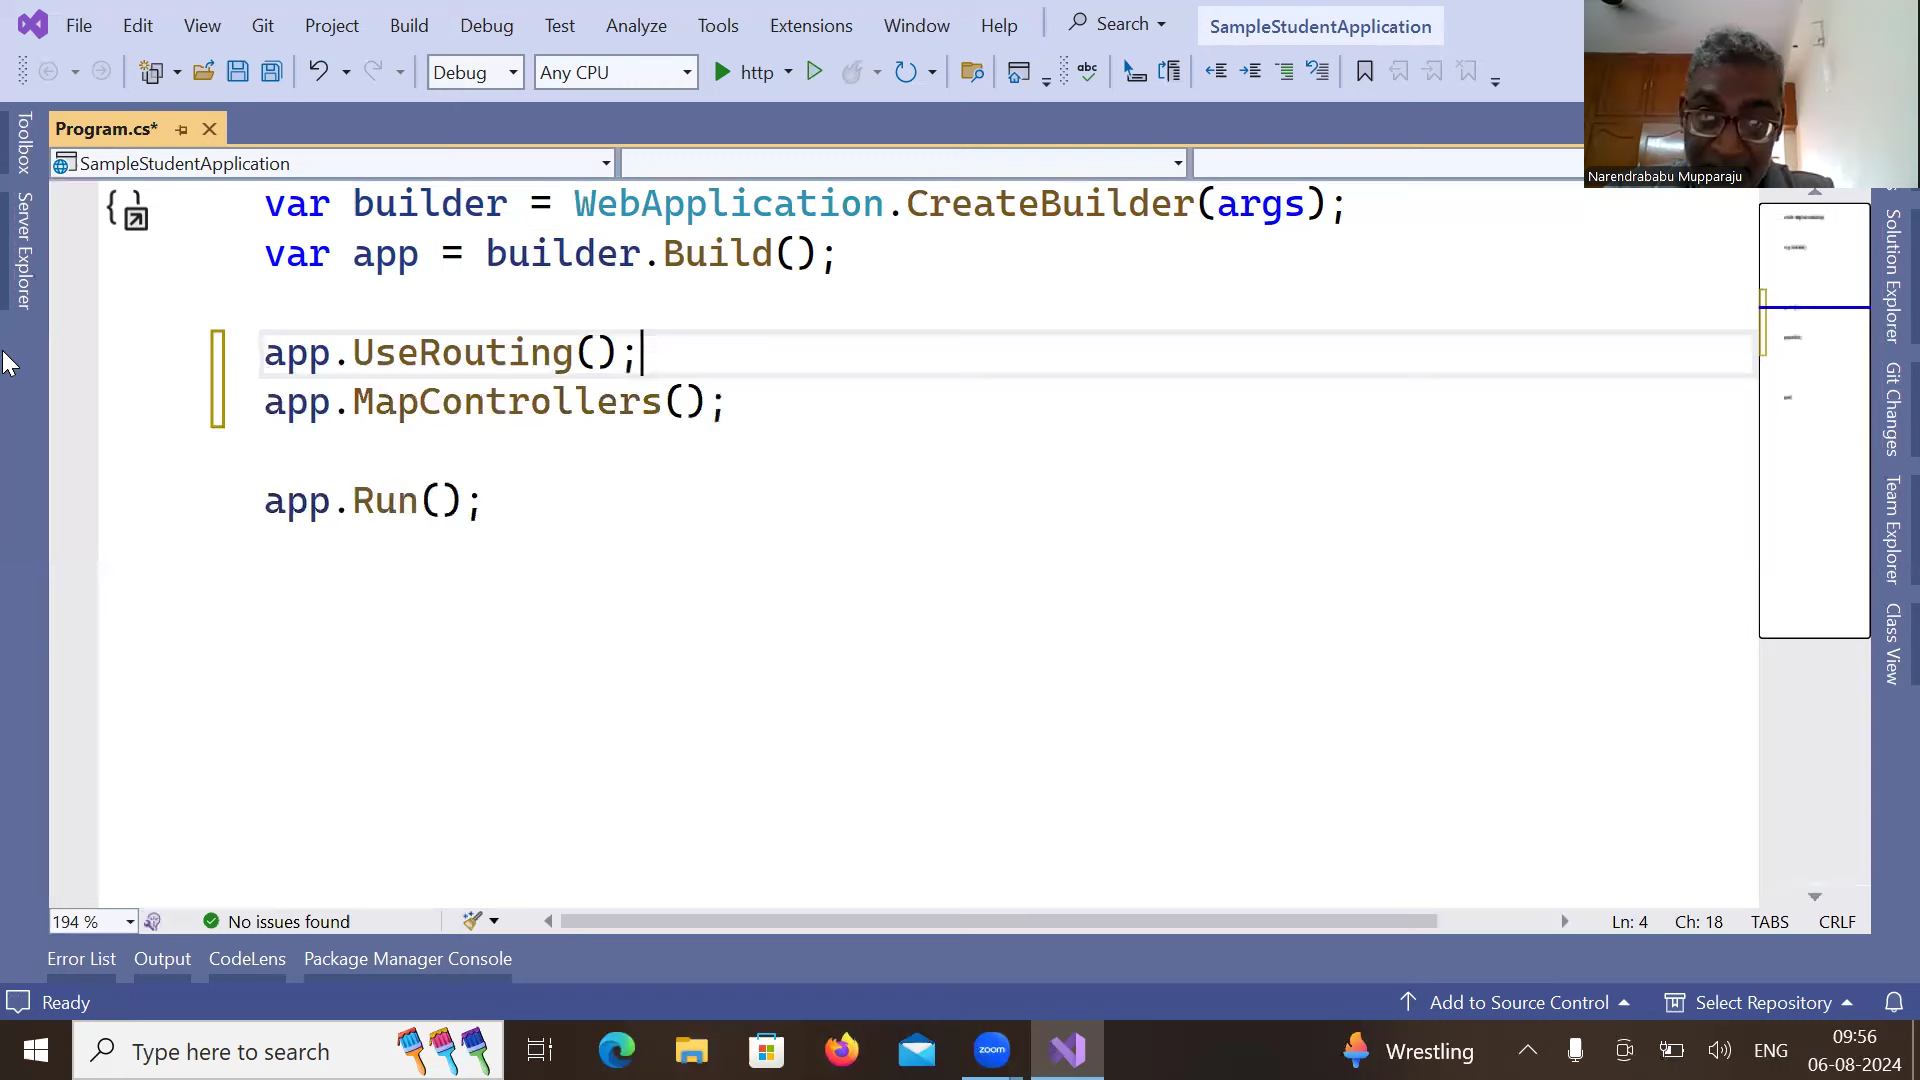 File Edit View Git Project Build Debug Test Analyze Tools Extensions Window Help Search SampleStudentApplication
Debug Any CPU http abc
Narendrababu Mupparaju
Program.cs*
SampleStudentApplication
Toolbox
Server Explorer
var builder = WebApplication.CreateBuilder(args);
var app = builder.Build();
app.UseRouting();
app.MapControllers();
app.Run();
Solution Explorer
Git Changes
Team Explorer
Class View
194 % No issues found Ln: 4 Ch: 18 TABS CRLF
Error List Output CodeLens Package Manager Console
Ready Add to Source Control Select Repository
Type here to search zoom Wrestling ENG 09:56
06-08-2024